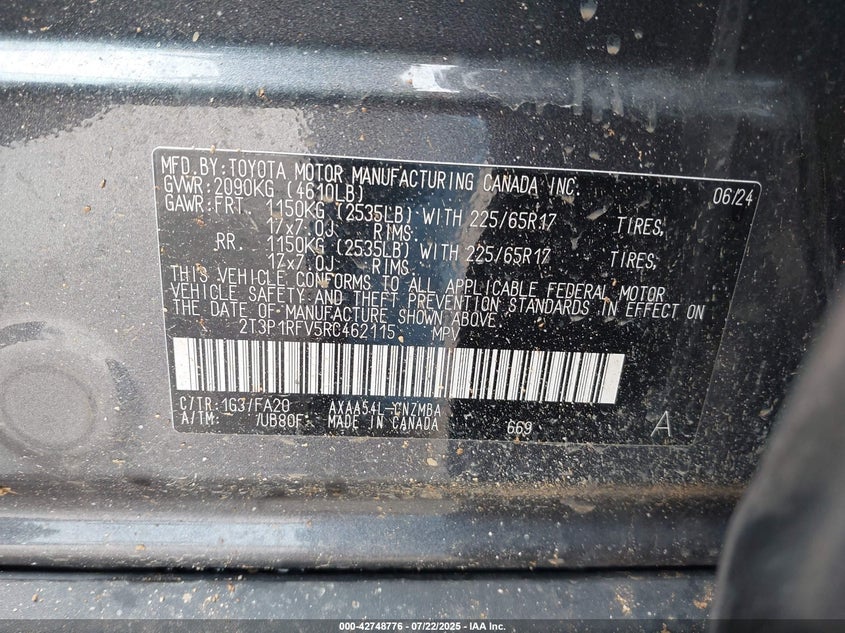 MFD.BY:TOYOTA MOTOR MANUFACTURING CANADA INC. 06/24
GVWR:2090KG (4610LB)
GAWR:FRT. 1150KG (2535LB) WITH 225/65R17 TIRES,
17x7.0J RIMS,
RR. 1150KG (2535LB) WITH 225/65R17 TIRES,
17x7.0J RIMS
THIS VEHICLE CONFORMS TO ALL APPLICABLE FEDERAL MOTOR
VEHICLE SAFETY AND THEFT PREVENTION STANDARDS IN EFFECT ON
THE DATE OF MANUFACTURE SHOWN ABOVE.
2T3P1RFV5RC462115 MPV
C/TR:1G3/FA20 AXAA54L-CNZMBA
A/TM: /UB80F MADE IN CANADA 669 A
000-42748776 / 07/22/2025 - IAA Inc.